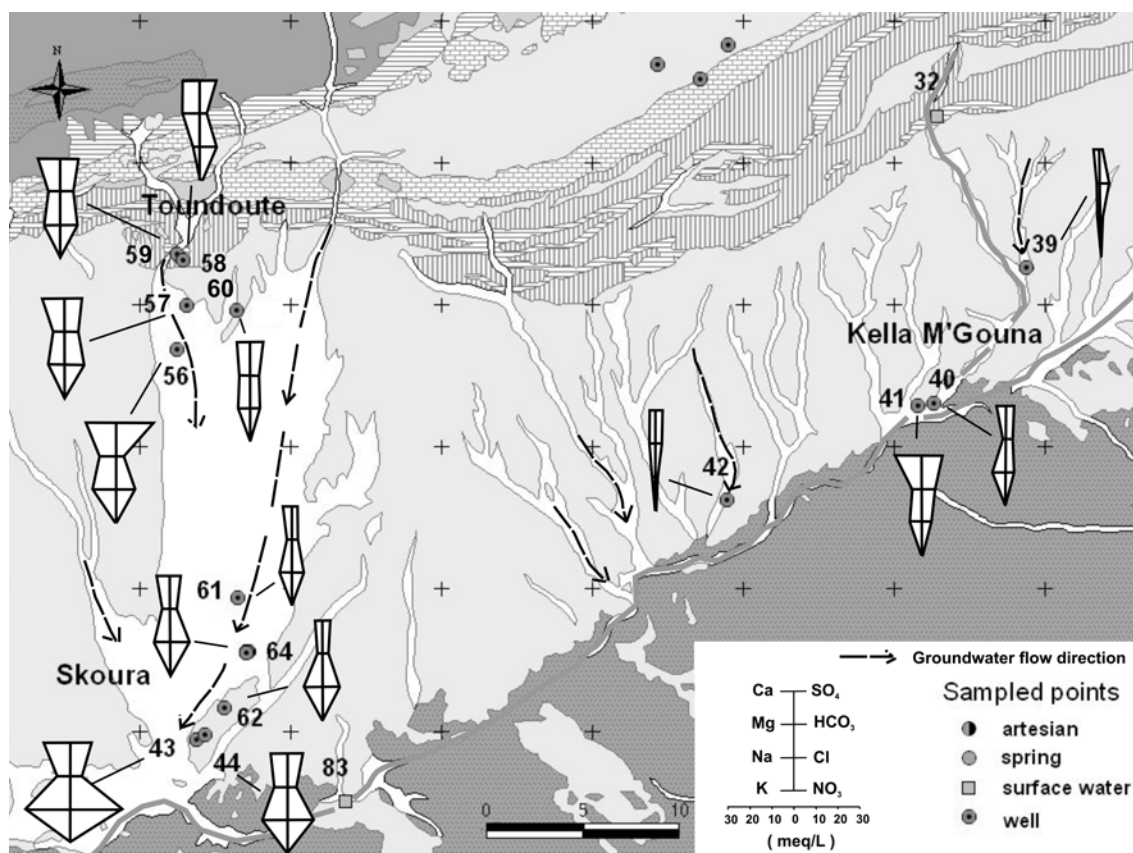 N
32
Toundoute
39
59
58
57
60
Kella M'Gouna
56
40
41
42
61
64
Skoura
62
43
44
83
0 5 10
Groundwater flow direction
Ca SO₄
Mg HCO₃
Na Cl
K NO₃
30 20 10 0 10 20 30
( meq/L )
Sampled points
artesian
spring
surface water
well